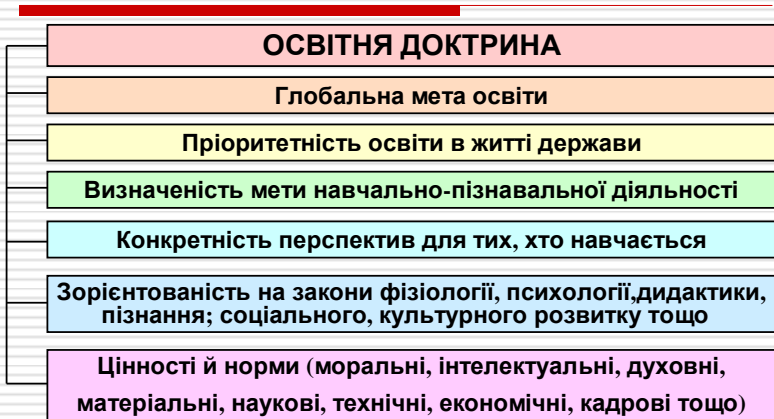 ОСВІТНЯ ДОКТРИНА
Глобальна мета освіти
Пріоритетність освіти в житті держави
Визначеність мети навчально-пізнавальної діяльності
Конкретність перспектив для тих, хто навчається
Зорієнтованість на закони фізіології, психології,дидактики,
пізнання; соціального, культурного розвитку тощо
Цінності й норми (моральні, інтелектуальні, духовні,
матеріальні, наукові, технічні, економічні, кадрові тощо)